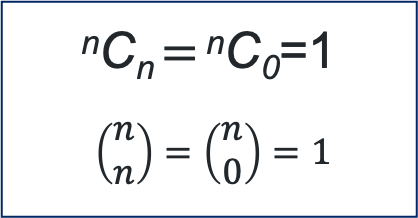 ⁿCₙ = ⁿC₀=1
(n n) = (n 0) = 1